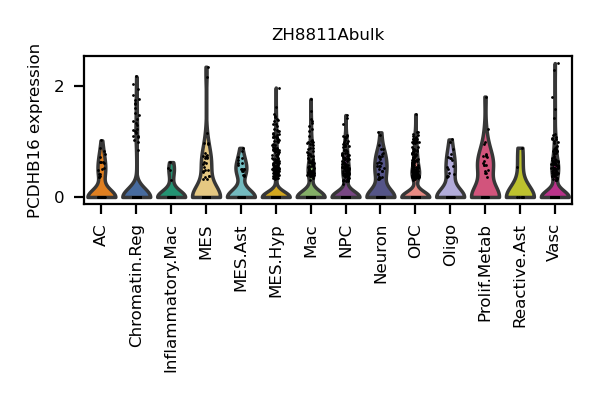 ZH8811Abulk
PCDHB16 expression
2
0
AC
Chromatin.Reg
Inflammatory.Mac
MES
MES.Ast
MES.Hyp
Mac
NPC
Neuron
OPC
Oligo
Prolif.Metab
Reactive.Ast
Vasc